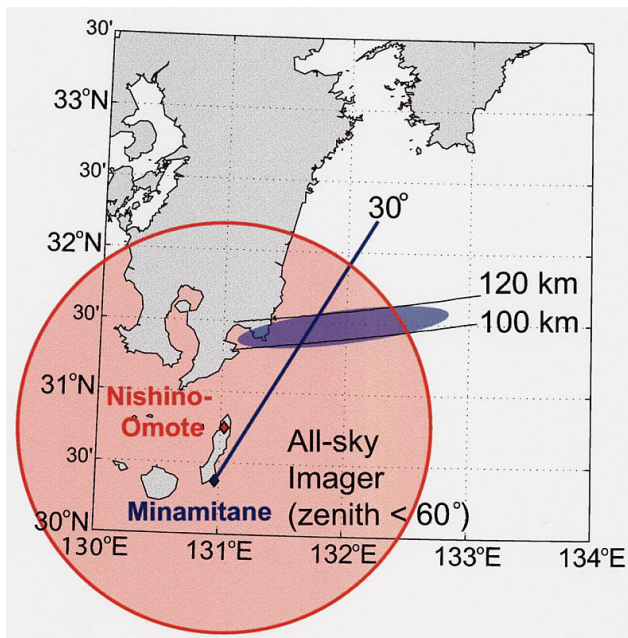 30'
33°N
30'
32°N
30'
31°N
30'
30°N
130°E
131°E
132°E
133°E
134°E
30°
120 km
100 km
Nishino-
Omote
All-sky
Imager
(zenith < 60°)
Minamitane